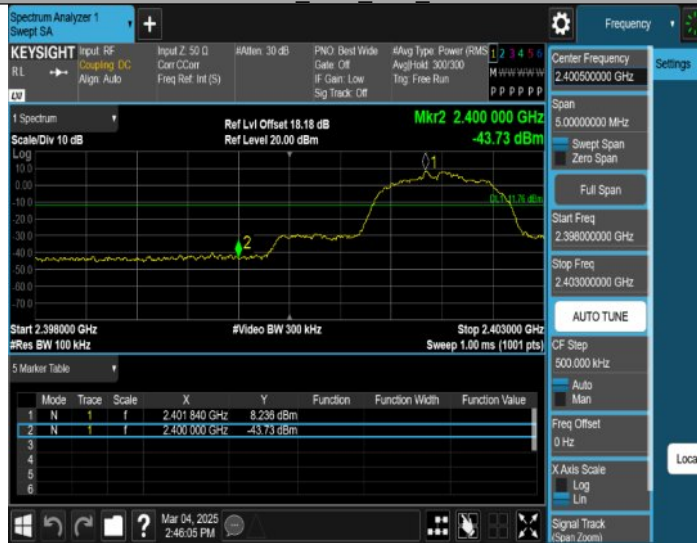 Spectrum Analyzer 1
Swept SA
+
Frequency
KEYSIGHT
RL
LXI
Input: RF
Coupling: DC
Align: Auto
Input Z: 50 Ω
Corr CCorr
Freq Ref: Int (S)
#Atten: 30 dB
PNO: Best Wide
Gate: Off
IF Gain: Low
Sig Track: Off
#Avg Type: Power (RMS
Avg|Hold: 300/300
Trig: Free Run
1 2 3 4 5 6
M W W W W W
P P P P P P
1 Spectrum
Scale/Div 10 dB
Ref Lvl Offset 18.18 dB
Ref Level 20.00 dBm
Mkr2 2.400 000 GHz
-43.73 dBm
Log
10.0
0.00
-10.0
-20.0
-30.0
-40.0
-50.0
-60.0
-70.0
1
2
DL1 -11.76 dBm
Start 2.398000 GHz
#Res BW 100 kHz
#Video BW 300 kHz
Stop 2.403000 GHz
Sweep 1.00 ms (1001 pts)
5 Marker Table
Mode Trace Scale X Y Function Function Width Function Value
1 N 1 f 2.401 840 GHz 8.236 dBm
2 N 1 f 2.400 000 GHz -43.73 dBm
3
4
5
6
Center Frequency
2.400500000 GHz
Span
5.00000000 MHz
Swept Span
Zero Span
Full Span
Start Freq
2.398000000 GHz
Stop Freq
2.403000000 GHz
AUTO TUNE
CF Step
500.000 kHz
Auto
Man
Freq Offset
0 Hz
X Axis Scale
Log
Lin
Signal Track
(Span Zoom)
Settings
Loca
?
Mar 04, 2025
2:46:05 PM